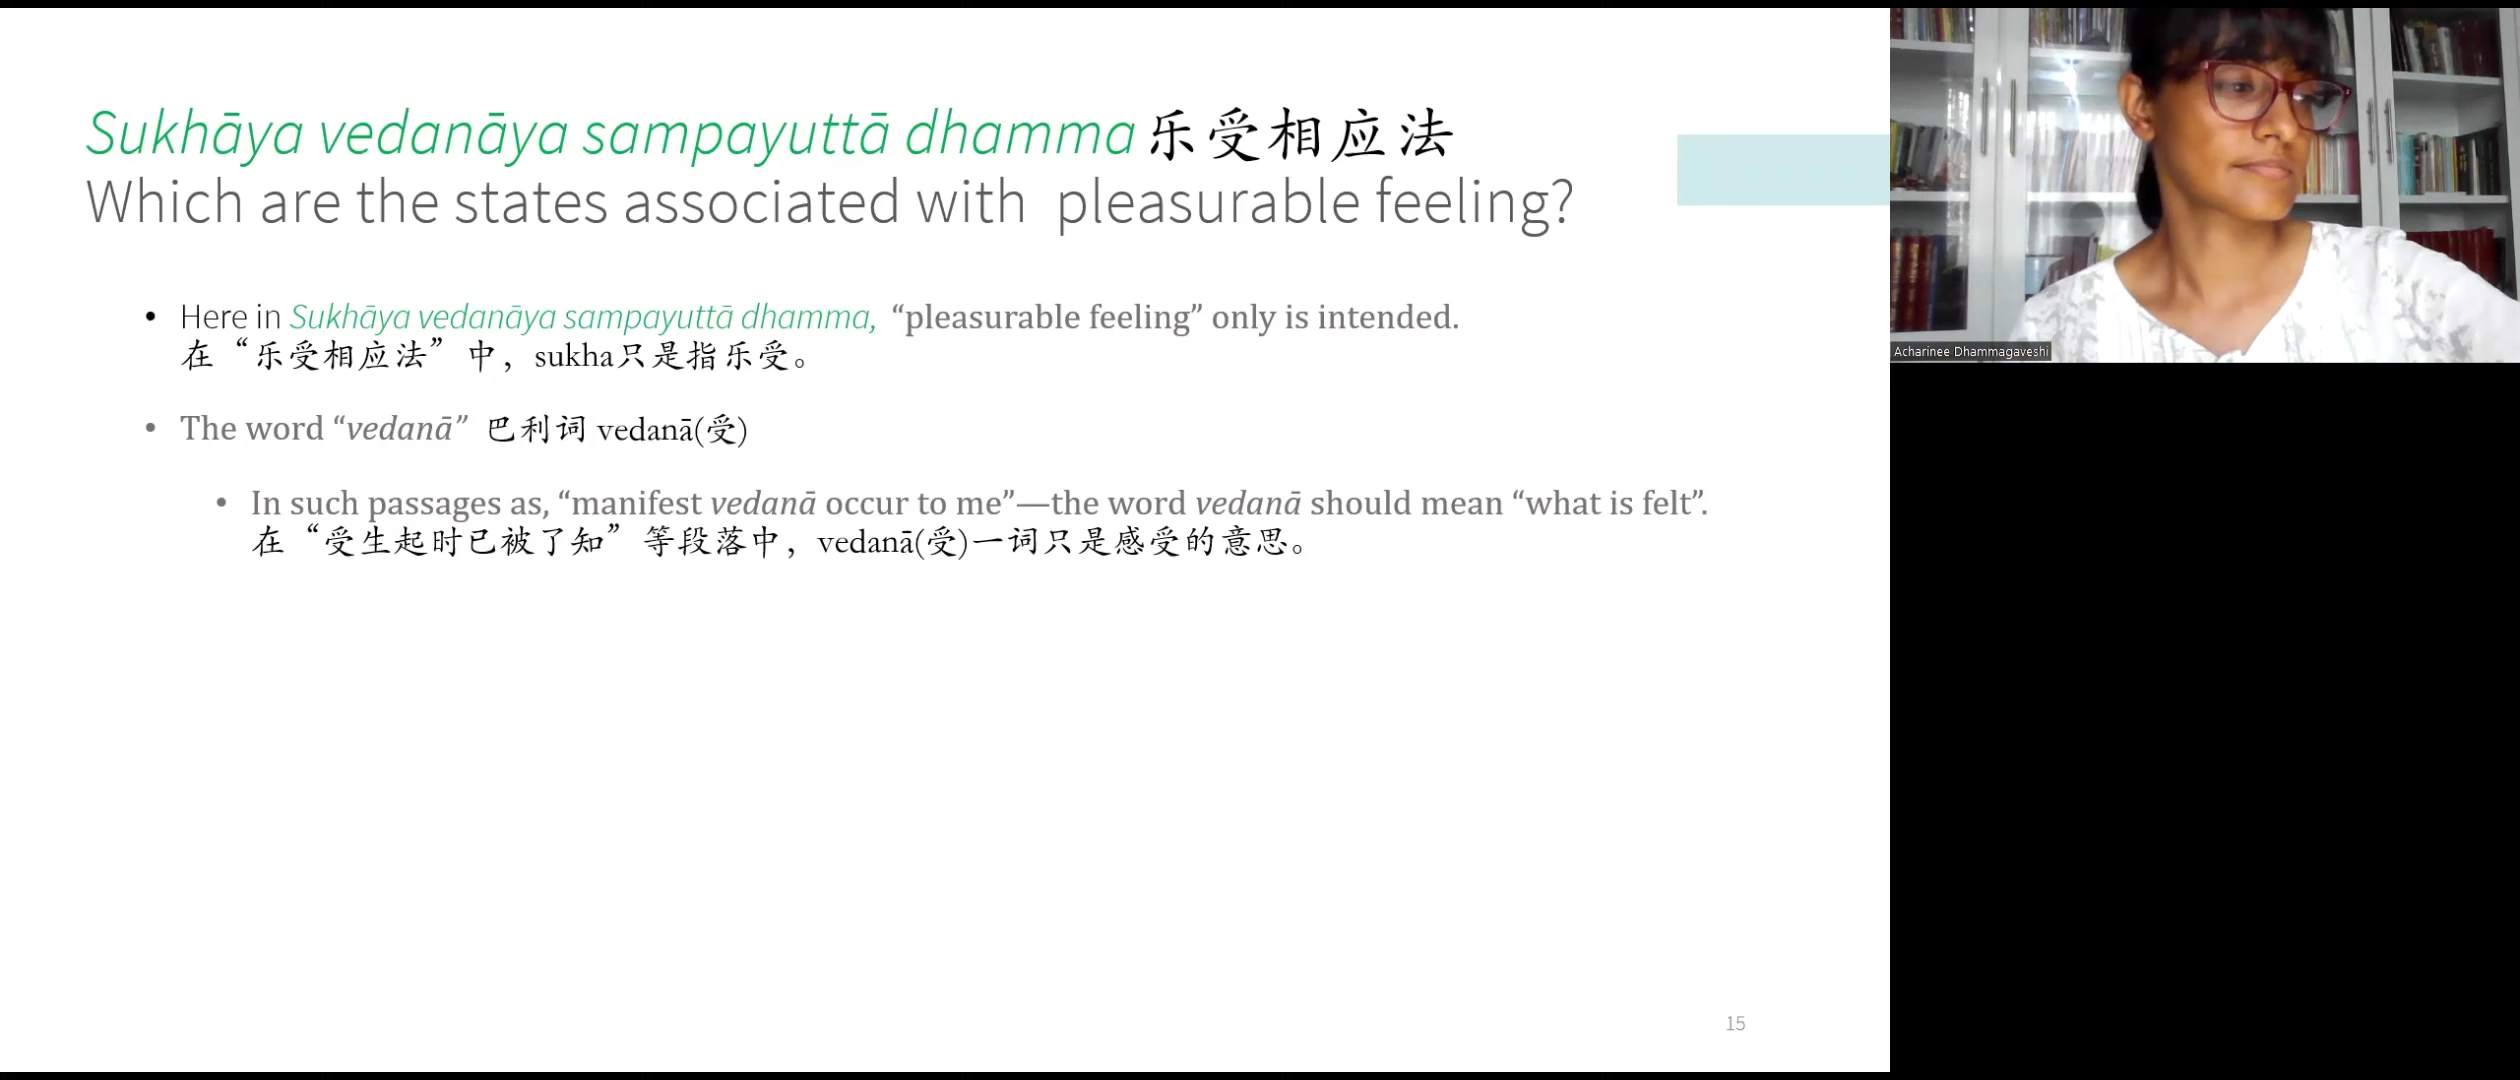 Sukhāya vedanāya sampayuttā dhamma 乐受相应法
Which are the states associated with pleasurable feeling?
• Here in Sukhāya vedanāya sampayuttā dhamma, “pleasurable feeling” only is intended.
在“乐受相应法”中，sukha只是指乐受。
• The word “vedanā” 巴利词 vedanā(受)
• In such passages as, “manifest vedanā occur to me”—the word vedanā should mean “what is felt”.
在“受生起时已被了知”等段落中，vedanā(受)一词只是感受的意思。
15
Acharinee Dhammagaveshi